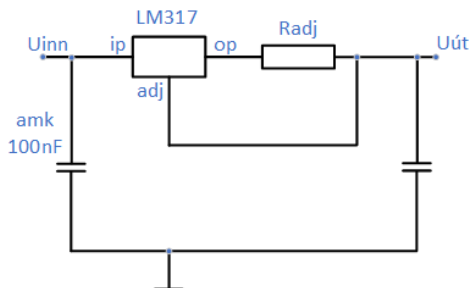 LM317
Uinn
ip
op
Radj
Uút
adj
amk
100nF